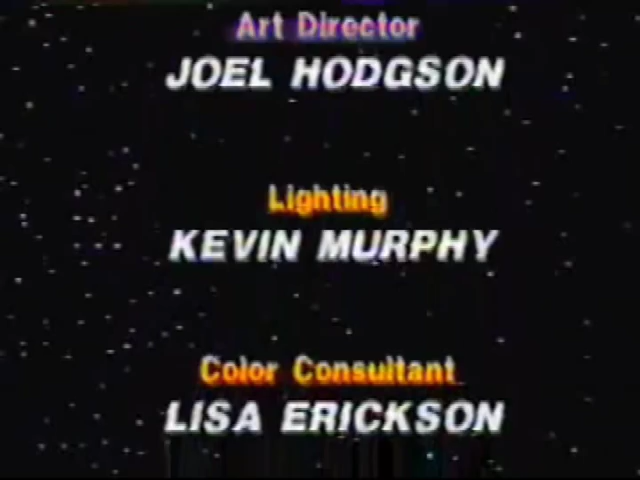 Art Director
JOEL HODGSON
Lighting
KEVIN MURPHY
Color Consultant
LISA ERICKSON